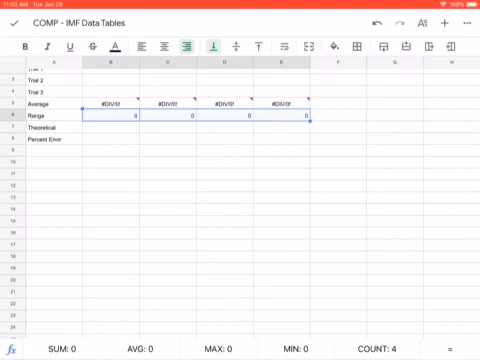 11:02 AM Tue Jan 29
100%
COMP - IMF Data Tables
B I U S A
A B C D E F G H
3 Trial 2
4 Trial 3
5 Average #DIV/0! #DIV/0! #DIV/0! #DIV/0!
6 Range 0 0 0 0
7 Theoretical
8 Percent Error
9
10
11
12
13
14
15
16
17
18
19
20
21
22
23
24
fx SUM: 0 AVG: 0 MAX: 0 MIN: 0 COUNT: 4 =